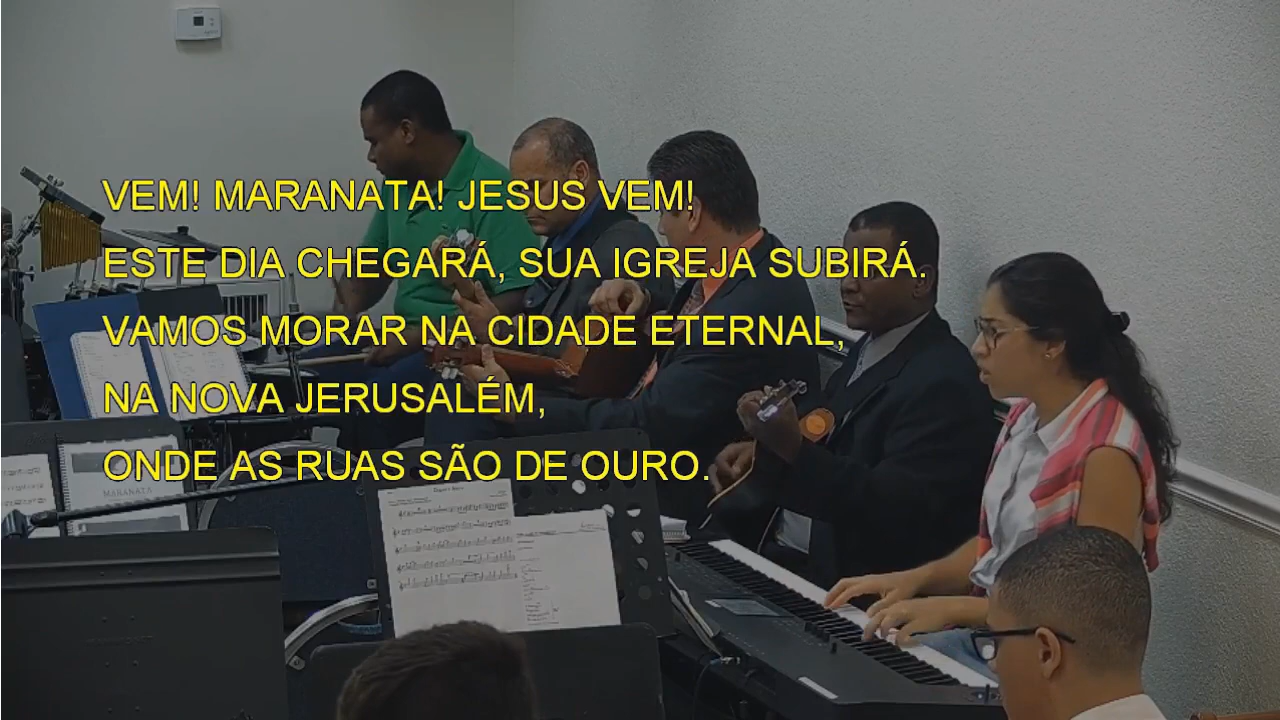 VEM! MARANATA! JESUS VEM!
ESTE DIA CHEGARÁ, SUA IGREJA SUBIRÁ.
VAMOS MORAR NA CIDADE ETERNAL,
NA NOVA JERUSALÉM,
ONDE AS RUAS SÃO DE OURO.
MARANATA